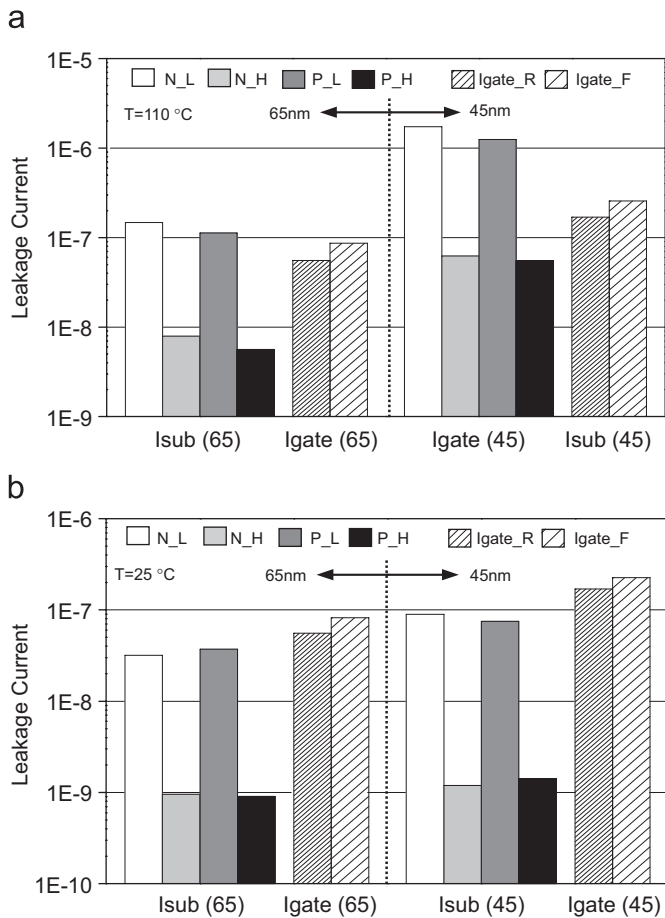 a
1E-5
N_L N_H P_L P_H Igate_R Igate_F
T=110 °C 65nm 45nm
1E-6
Leakage Current
1E-7
1E-8
1E-9
Isub (65) Igate (65) Igate (45) Isub (45)
b
1E-6
N_L N_H P_L P_H Igate_R Igate_F
T=25 °C 65nm 45nm
1E-7
Leakage Current
1E-8
1E-9
1E-10
Isub (65) Igate (65) Isub (45) Igate (45)